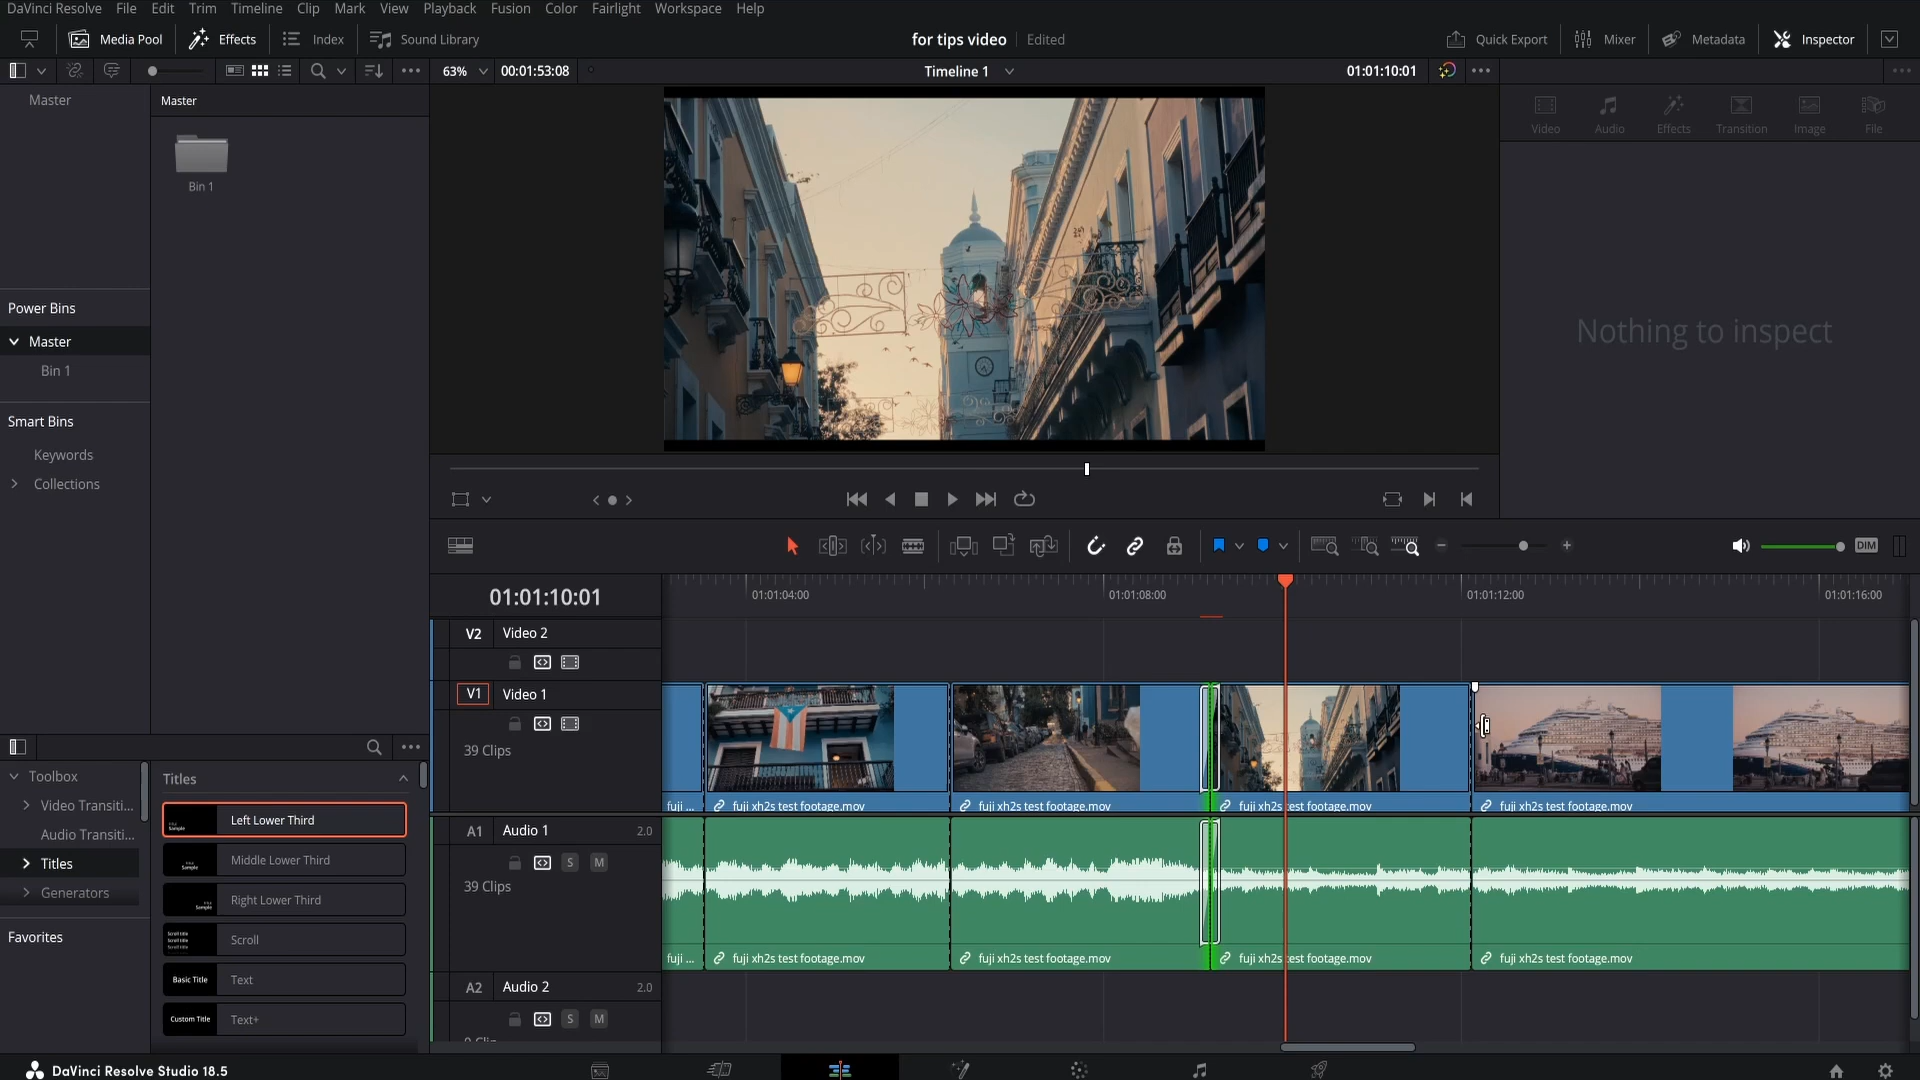 DaVinci Resolve File Edit Trim Timeline Clip Mark View Playback Fusion Color Fairlight Workspace Help
Media Pool Effects Index Sound Library for tips video Edited Quick Export Mixer Metadata Inspector
63% 00:01:53:08 Timeline 1 01:01:10:01
Master
Master
Bin 1
Power Bins
Master
Bin 1
Smart Bins
Keywords
Collections
Video Audio Effects Transition Image File
Nothing to inspect
DIM
01:01:10:01 01:01:04:00 01:01:08:00 01:01:12:00 01:01:16:00
V2 Video 2
V1 Video 1
39 Clips
fuji ... fuji xh2s test footage.mov fuji xh2s test footage.mov fuji xh2s test footage.mov fuji xh2s test footage.mov
A1 Audio 1 2.0
S M
39 Clips
fuji ... fuji xh2s test footage.mov fuji xh2s test footage.mov fuji xh2s test footage.mov fuji xh2s test footage.mov
A2 Audio 2 2.0
S M
Toolbox
Video Transiti...
Audio Transiti...
Titles
Generators
Favorites
Titles
Left Lower Third
Middle Lower Third
Right Lower Third
Scroll
Basic Title Text
Custom Title Text+
DaVinci Resolve Studio 18.5